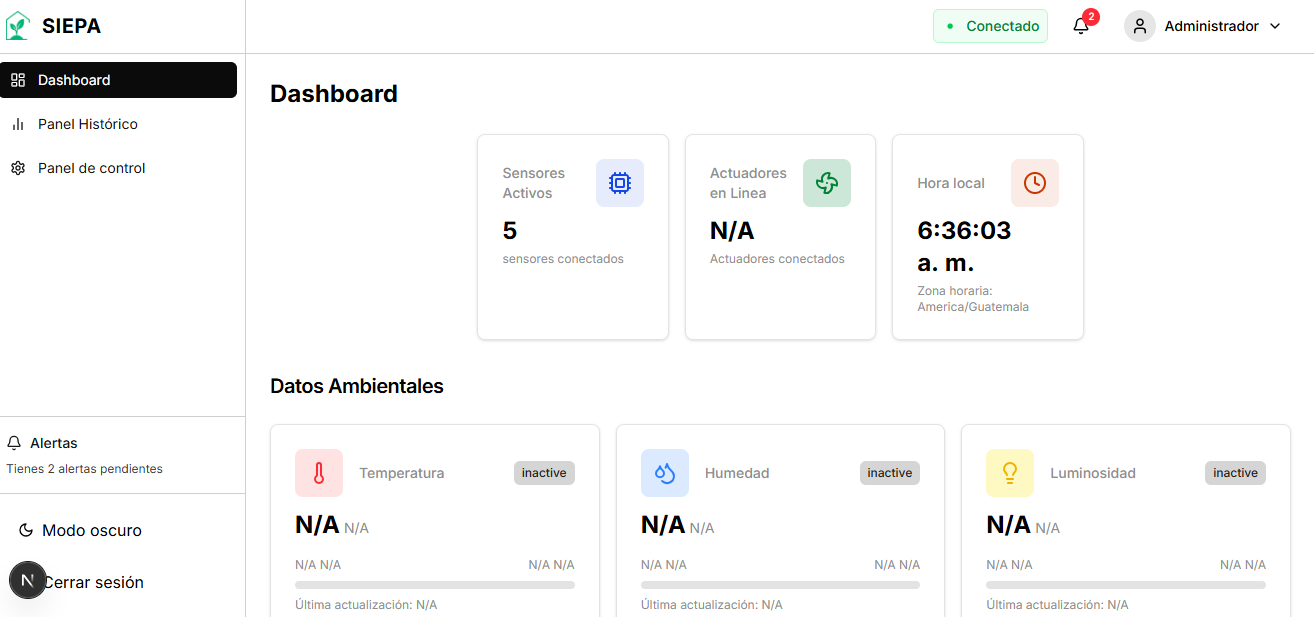 SIEPA
Conectado
2
Administrador
Dashboard
Panel Histórico
Panel de control
Dashboard
Sensores
Activos
5
sensores conectados
Actuadores
en Linea
N/A
Actuadores conectados
Hora local
6:36:03
a. m.
Zona horaria:
America/Guatemala
Datos Ambientales
Temperatura
inactive
N/A N/A
N/A N/A
N/A N/A
Última actualización: N/A
Humedad
inactive
N/A N/A
N/A N/A
N/A N/A
Última actualización: N/A
Luminosidad
inactive
N/A N/A
N/A N/A
N/A N/A
Última actualización: N/A
Alertas
Tienes 2 alertas pendientes
Modo oscuro
N
Cerrar sesión